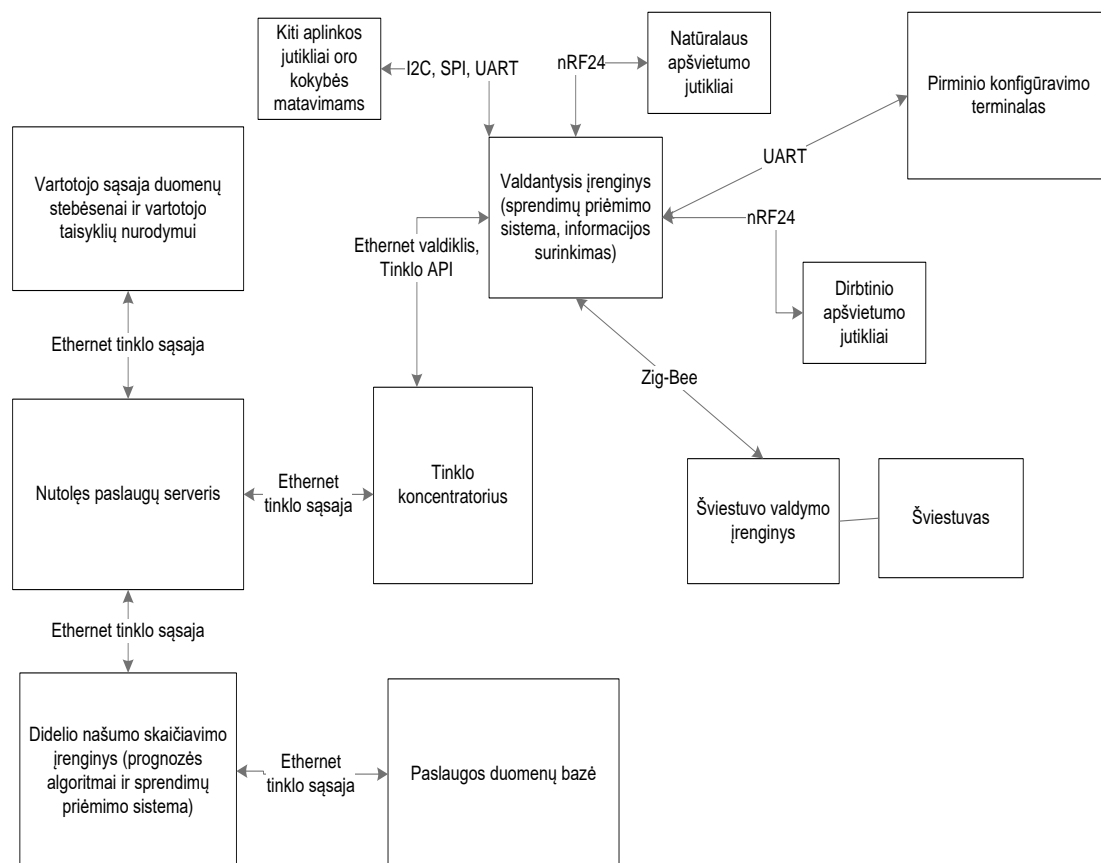 Kiti aplinkos
jutikliai oro
kokybės
matavimams
I2C, SPI, UART
nRF24
Natūralaus
apšvietumo
jutikliai
Pirminio konfigūravimo
terminalas
UART
Vartotojo sąsaja duomenų
stebėsenai ir vartotojo
taisyklių nurodymui
Valdantysis įrenginys
(sprendimų priėmimo
sistema, informacijos
surinkimas)
nRF24
Ethernet valdiklis,
Tinklo API
Dirbtinio
apšvietumo
jutikliai
Ethernet tinklo sąsaja
Zig-Bee
Nutolęs paslaugų serveris
Ethernet
tinklo sąsaja
Tinklo
koncentratorius
Šviestuvo valdymo
įrenginys
Šviestuvas
Ethernet tinklo sąsaja
Didelio našumo skaičiavimo
įrenginys (prognozės
algoritmai ir sprendimų
priėmimo sistema)
Ethernet
tinklo sąsaja
Paslaugos duomenų bazė